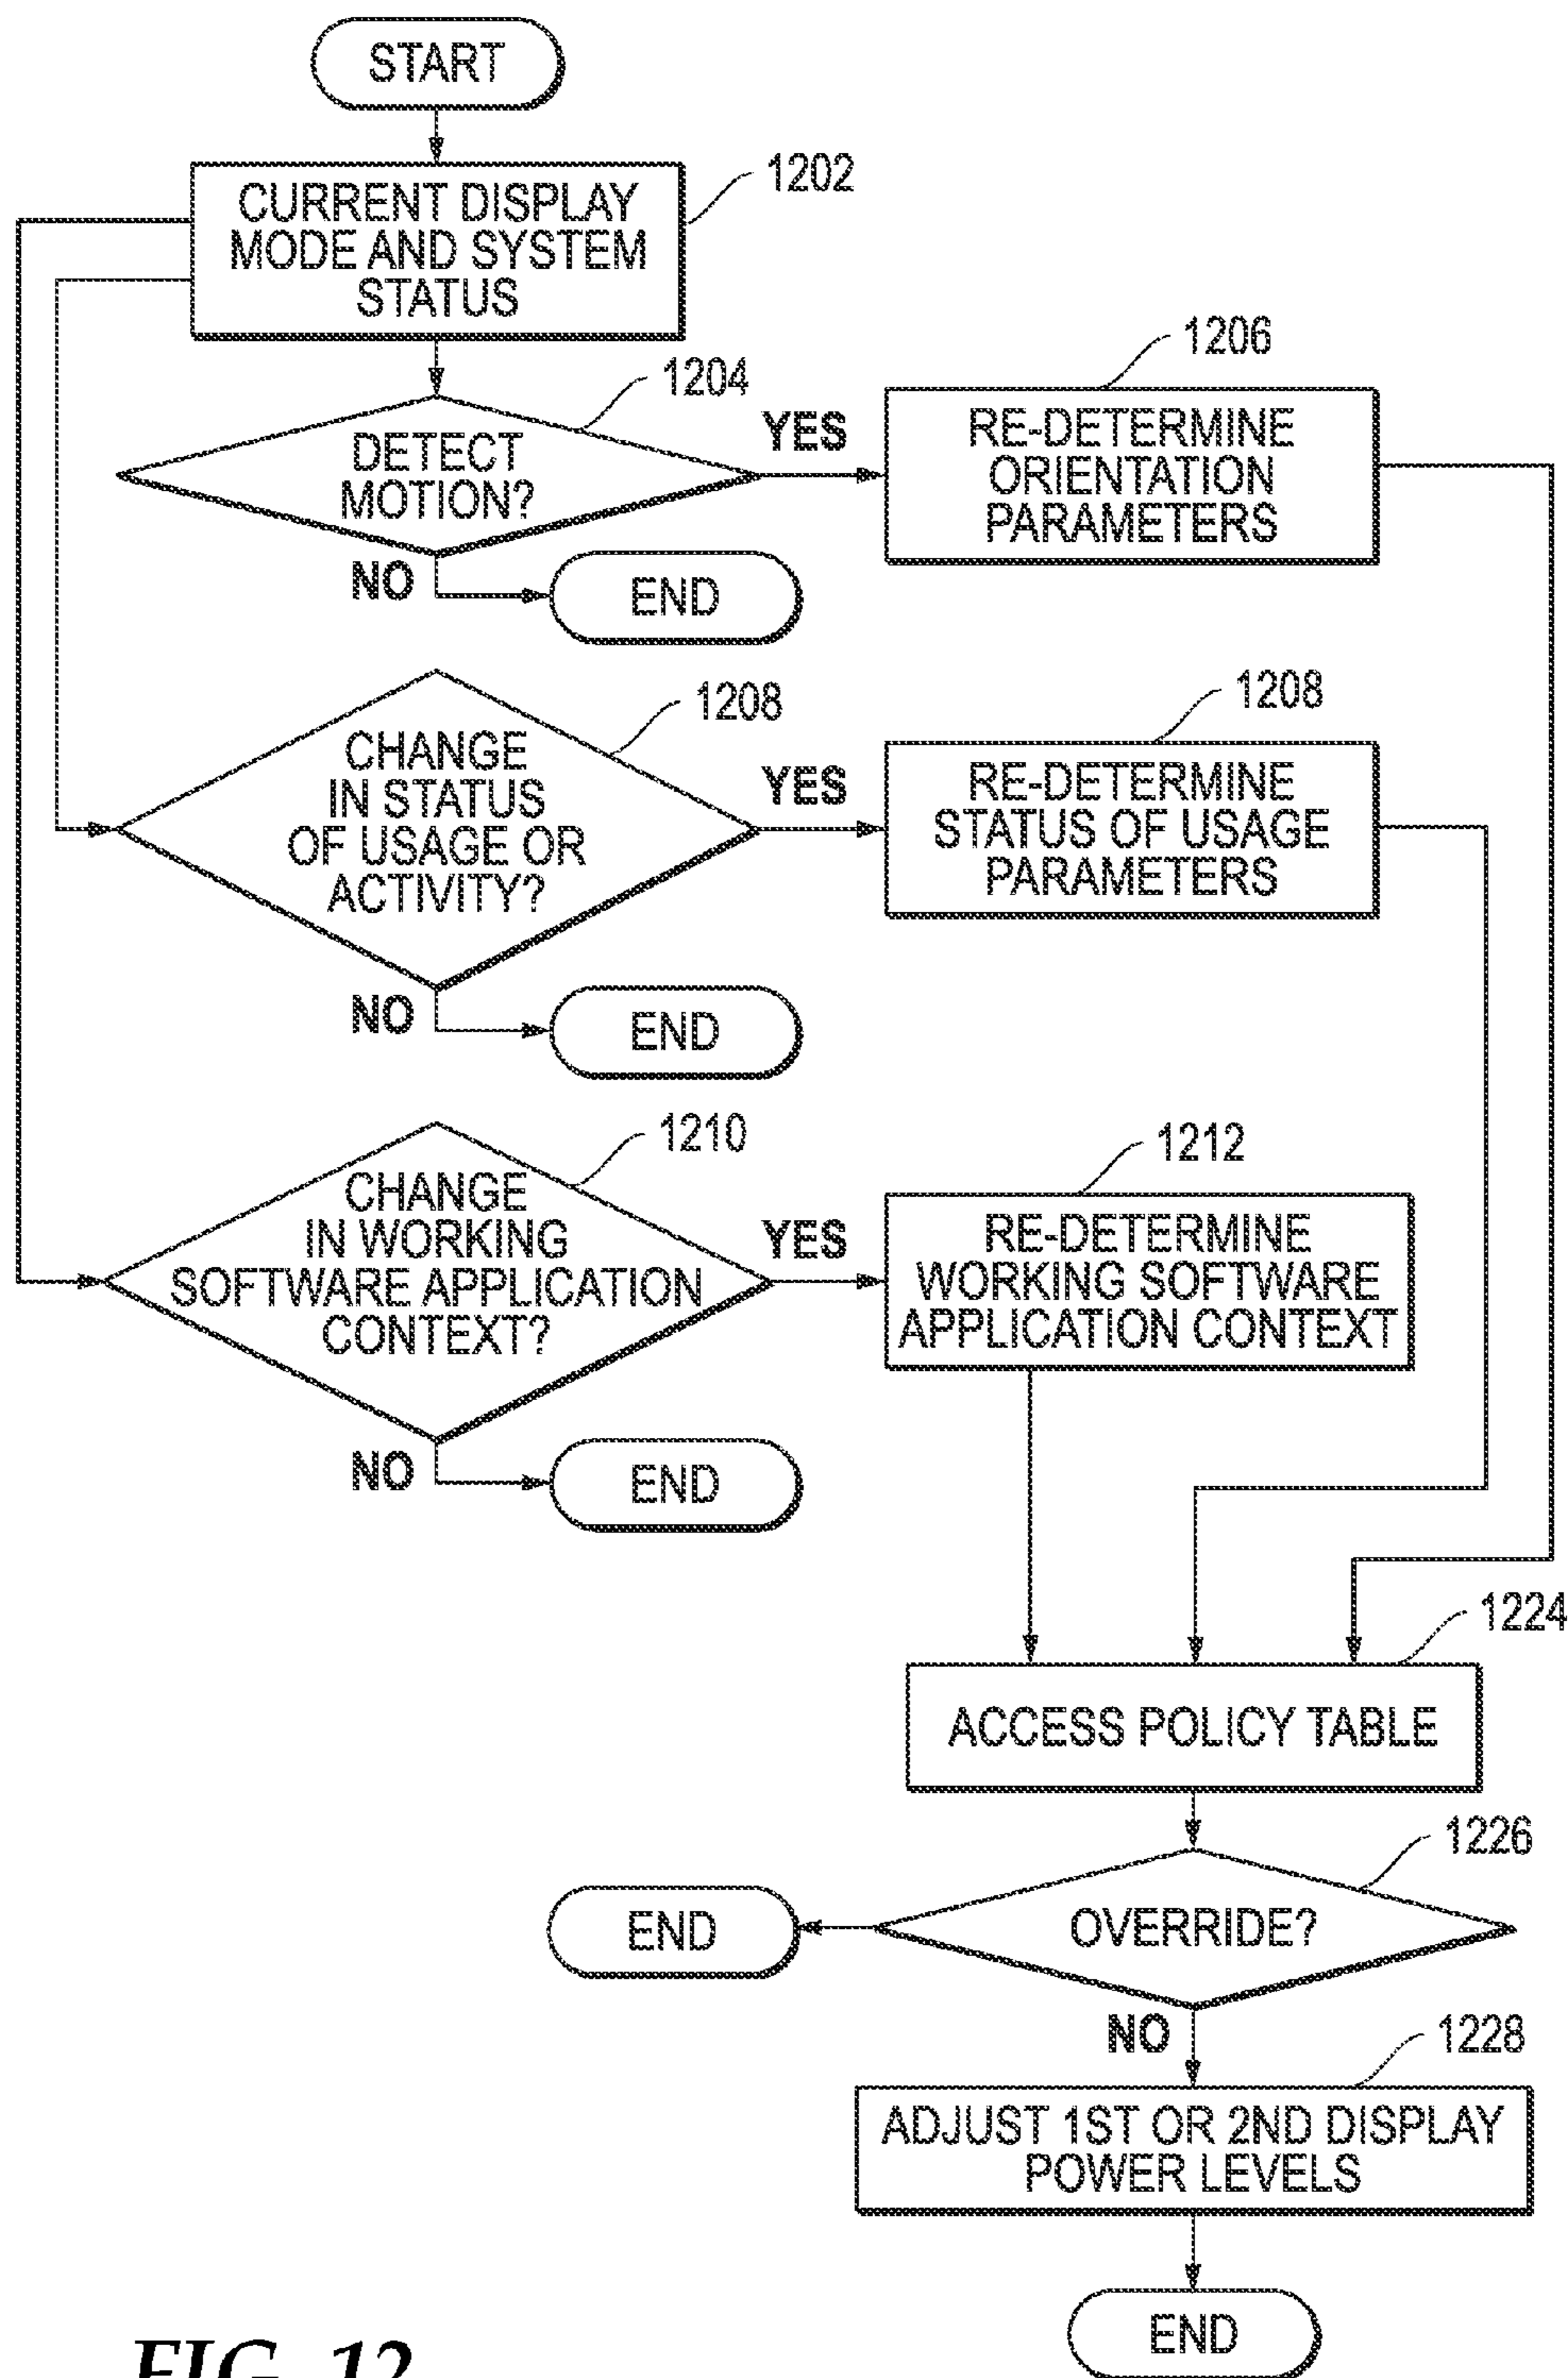 START
1202
CURRENT DISPLAY
MODE AND SYSTEM
STATUS
1204
DETECT
MOTION?
YES
1206
RE-DETERMINE
ORIENTATION
PARAMETERS
NO
END
1208
CHANGE
IN STATUS
OF USAGE OR
ACTIVITY?
YES
1208
RE-DETERMINE
STATUS OF USAGE
PARAMETERS
NO
END
1210
CHANGE
IN WORKING
SOFTWARE APPLICATION
CONTEXT?
YES
1212
RE-DETERMINE
WORKING SOFTWARE
APPLICATION CONTEXT
NO
END
1224
ACCESS POLICY TABLE
1226
OVERRIDE?
END
NO
1228
ADJUST 1ST OR 2ND DISPLAY
POWER LEVELS
END
FIG. 12